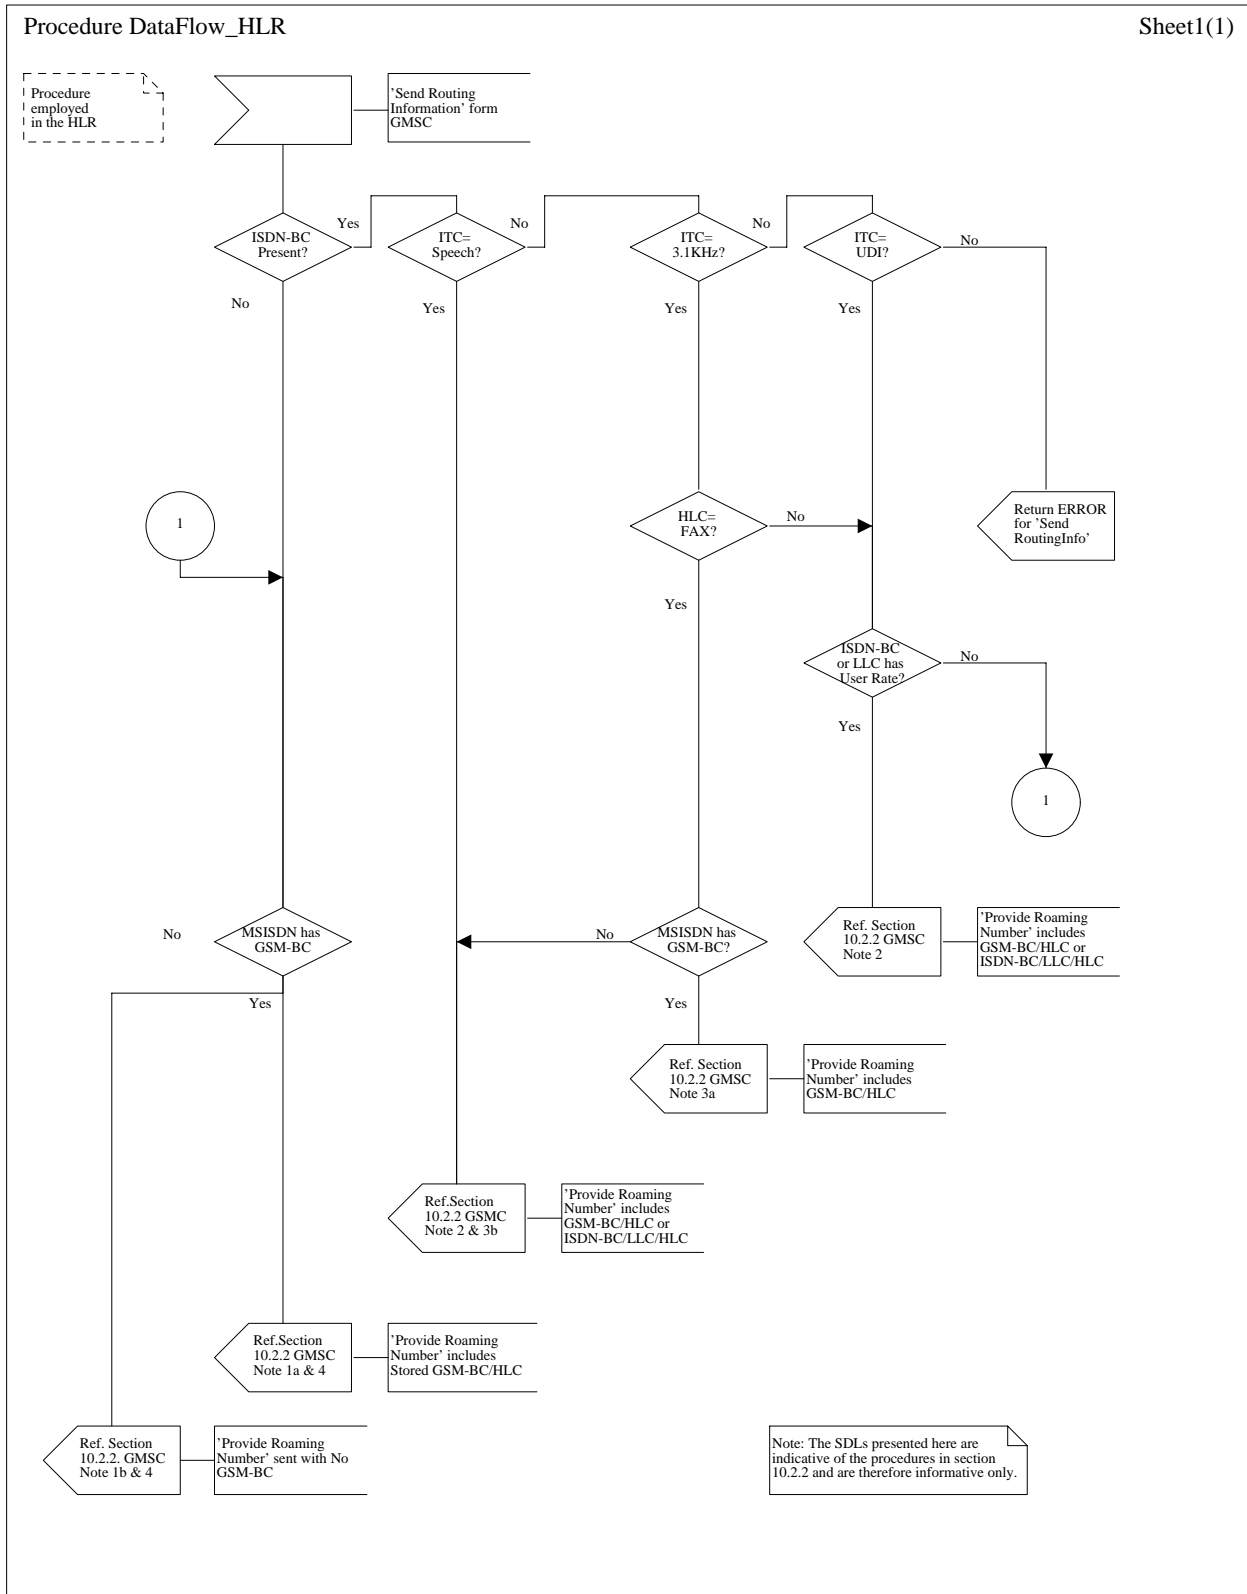 Procedure DataFlow_HLR
Sheet1(1)
Procedure
employed
in the HLR
'Send Routing
Information' form
GMSC
ISDN-BC
Present?
Yes
No
ITC=
Speech?
No
Yes
ITC=
3.1KHz?
No
Yes
ITC=
UDI?
No
Yes
1
HLC=
FAX?
No
Yes
Return ERROR
for 'Send
RoutingInfo'
ISDN-BC
or LLC has
User Rate?
No
Yes
1
MSISDN has
GSM-BC
No
Yes
MSISDN has
GSM-BC?
No
Yes
Ref. Section
10.2.2 GMSC
Note 2
'Provide Roaming
Number' includes
GSM-BC/HLC or
ISDN-BC/LLC/HLC
Ref. Section
10.2.2 GMSC
Note 3a
'Provide Roaming
Number' includes
GSM-BC/HLC
Ref.Section
10.2.2 GSMC
Note 2 & 3b
'Provide Roaming
Number' includes
GSM-BC/HLC or
ISDN-BC/LLC/HLC
Ref.Section
10.2.2 GMSC
Note 1a & 4
'Provide Roaming
Number' includes
Stored GSM-BC/HLC
Ref. Section
10.2.2. GMSC
Note 1b & 4
'Provide Roaming
Number' sent with No
GSM-BC
Note: The SDLs presented here are
indicative of the procedures in section
10.2.2 and are therefore informative only.